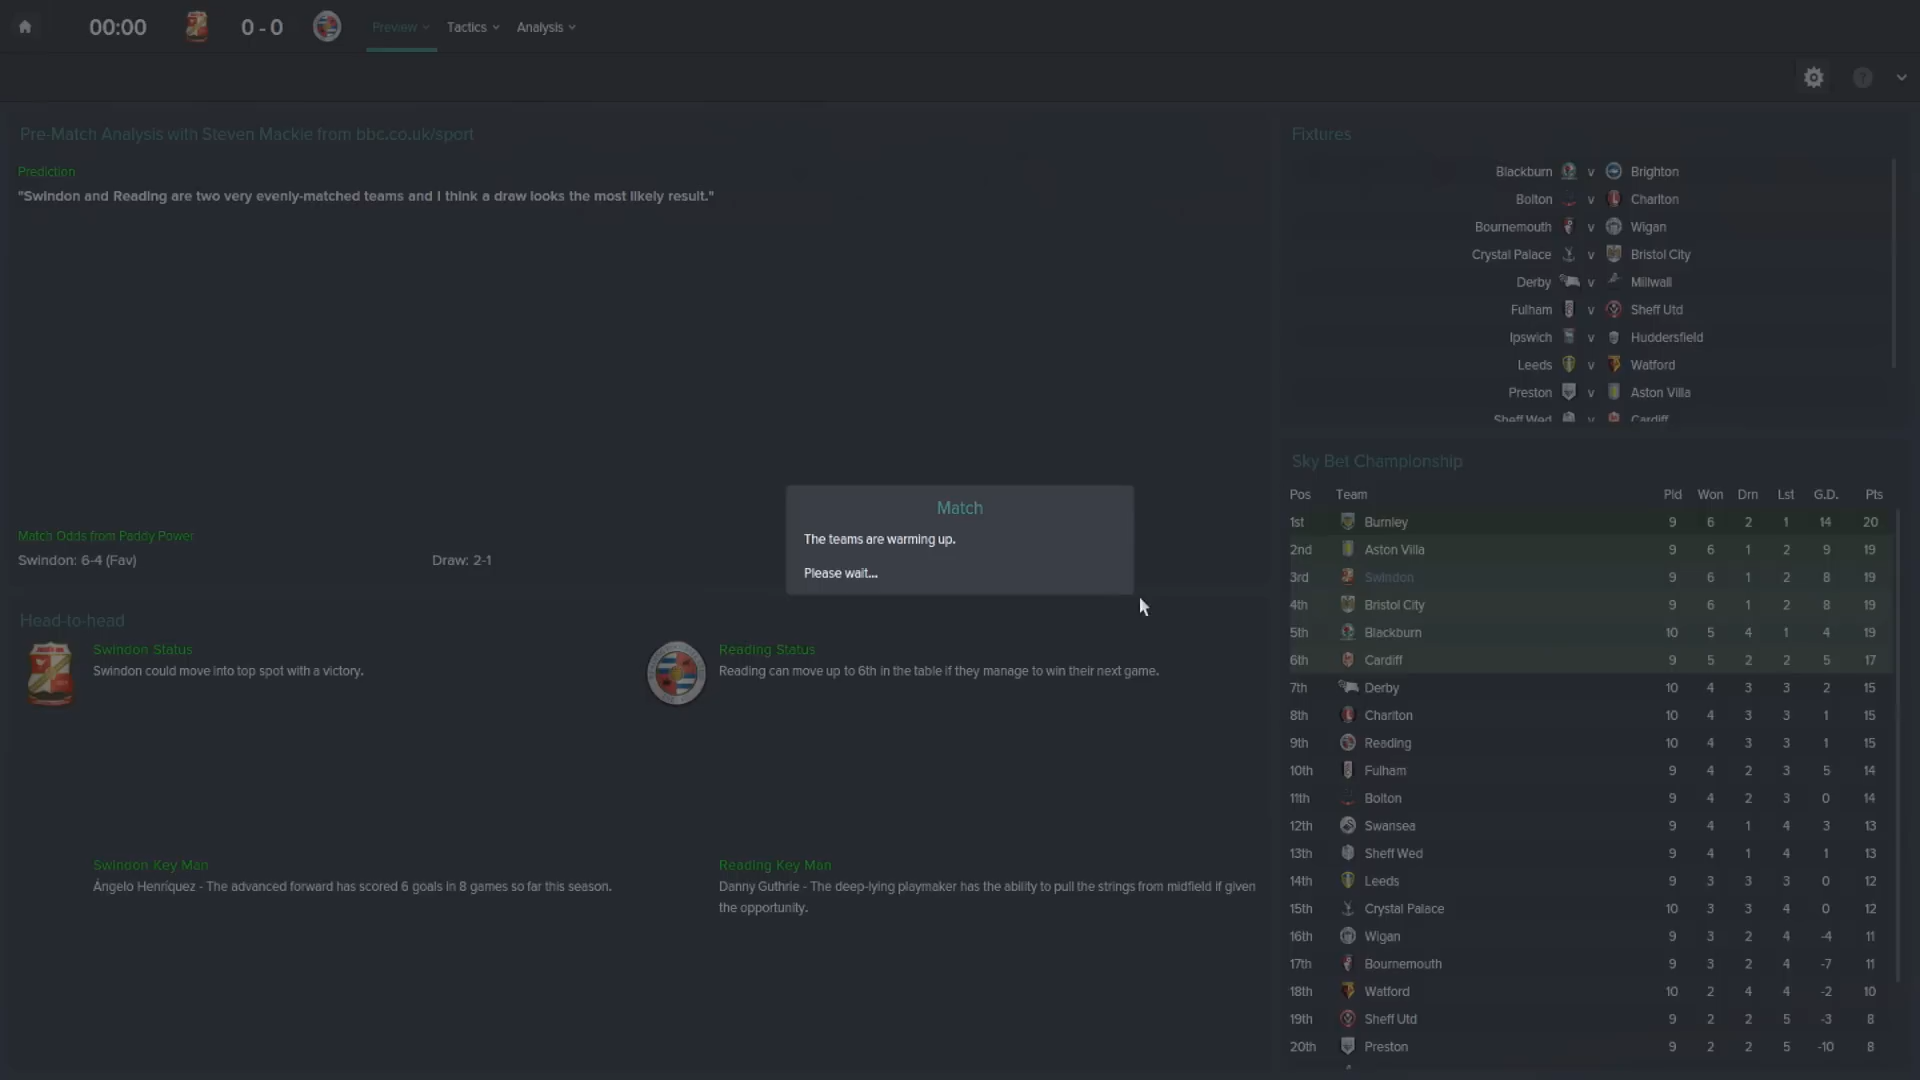 00:00
0 - 0
Preview
Tactics
Analysis
Pre-Match Analysis with Steven Mackie from bbc.co.uk/sport
Prediction
"Swindon and Reading are two very evenly-matched teams and I think a draw looks the most likely result."
Match Odds from Paddy Power
Swindon: 6-4 (Fav)
Draw: 2-1
Match
The teams are warming up.
Please wait...
Head-to-head
Swindon Status
Swindon could move into top spot with a victory.
Reading Status
Reading can move up to 6th in the table if they manage to win their next game.
Swindon Key Man
Ángelo Henríquez - The advanced forward has scored 6 goals in 8 games so far this season.
Reading Key Man
Danny Guthrie - The deep-lying playmaker has the ability to pull the strings from midfield if given
the opportunity.
Fixtures
Blackburn v Brighton
Bolton v Charlton
Bournemouth v Wigan
Crystal Palace v Bristol City
Derby v Millwall
Fulham v Sheff Utd
Ipswich v Huddersfield
Leeds v Watford
Preston v Aston Villa
Sheff Wed v Cardiff
Sky Bet Championship
Pos Team Pld Won Drn Lst G.D. Pts
1st Burnley 9 6 2 1 14 20
2nd Aston Villa 9 6 1 2 9 19
3rd Swindon 9 6 1 2 8 19
4th Bristol City 9 6 1 2 8 19
5th Blackburn 10 5 4 1 4 19
6th Cardiff 9 5 2 2 5 17
7th Derby 10 4 3 3 2 15
8th Charlton 10 4 3 3 1 15
9th Reading 10 4 3 3 1 15
10th Fulham 9 4 2 3 5 14
11th Bolton 9 4 2 3 0 14
12th Swansea 9 4 1 4 3 13
13th Sheff Wed 9 4 1 4 1 13
14th Leeds 9 3 3 3 0 12
15th Crystal Palace 10 3 3 4 0 12
16th Wigan 9 3 2 4 -4 11
17th Bournemouth 9 3 2 4 -7 11
18th Watford 10 2 4 4 -2 10
19th Sheff Utd 9 2 2 5 -3 8
20th Preston 9 2 2 5 -10 8